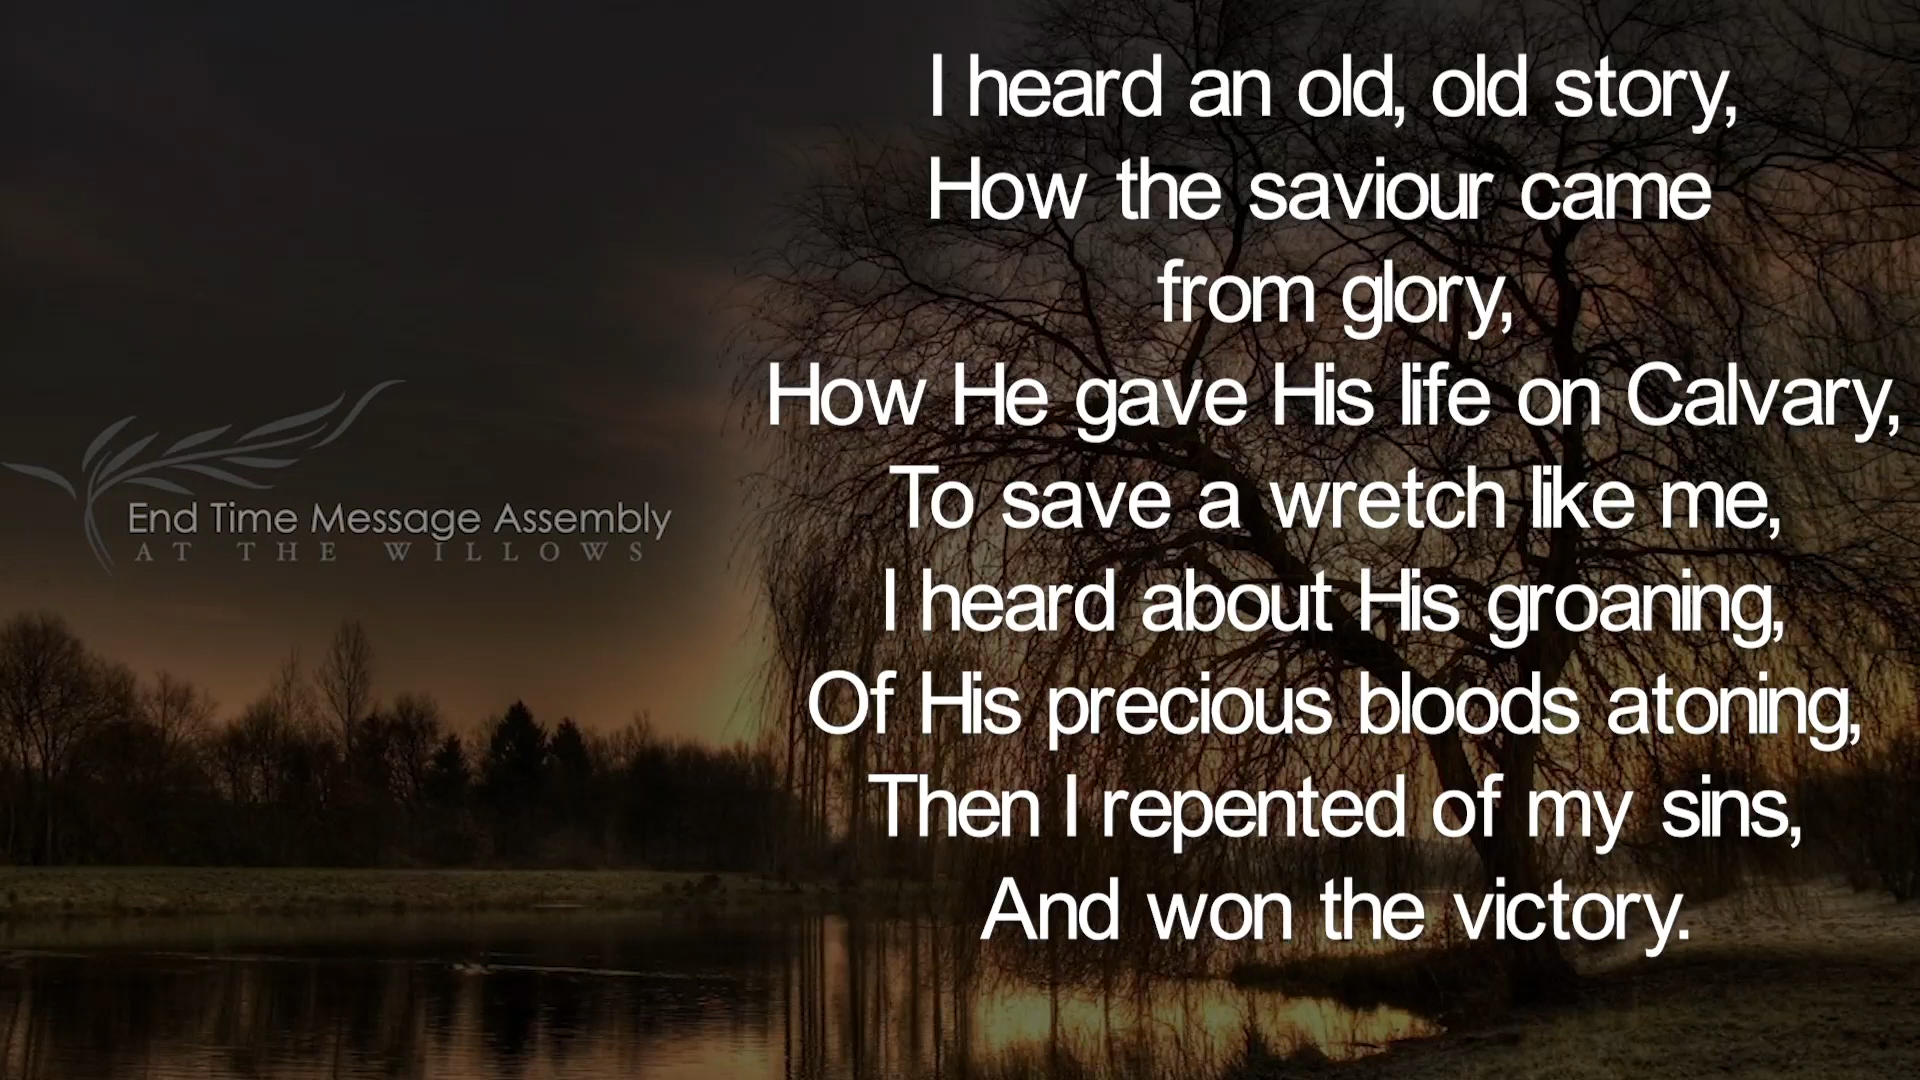 I heard an old, old story,
How the saviour came
from glory,
How He gave His life on Calvary,
To save a wretch like me,
I heard about His groaning,
Of His precious bloods atoning,
Then I repented of my sins,
And won the victory.
End Time Message Assembly
AT THE WILLOWS